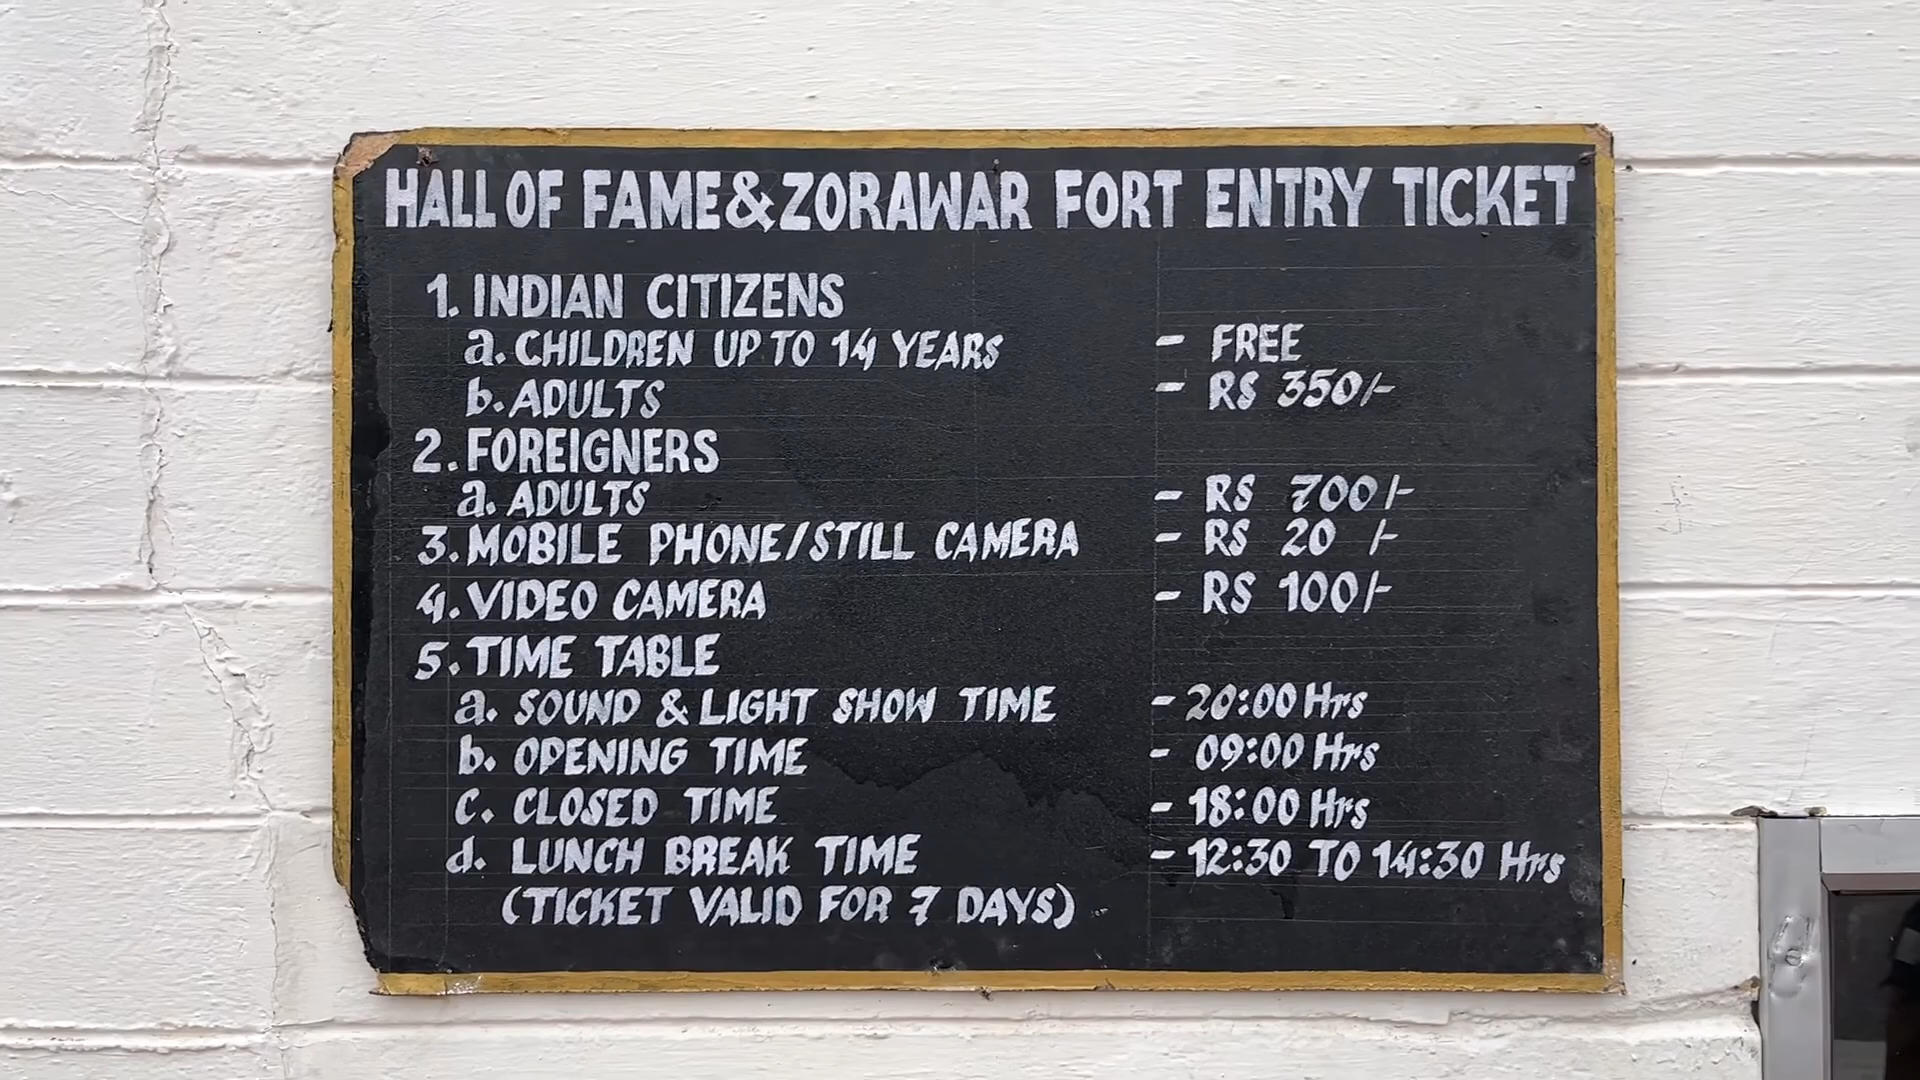 HALL OF FAME & ZORAWAR FORT ENTRY TICKET
1. INDIAN CITIZENS
a. CHILDREN UP TO 14 YEARS - FREE
b. ADULTS - RS 350/-
2. FOREIGNERS
a. ADULTS - RS 700/-
3. MOBILE PHONE/STILL CAMERA - RS 20 /-
4. VIDEO CAMERA - RS 100/-
5. TIME TABLE
a. SOUND & LIGHT SHOW TIME - 20:00 Hrs
b. OPENING TIME - 09:00 Hrs
c. CLOSED TIME - 18:00 Hrs
d. LUNCH BREAK TIME - 12:30 TO 14:30 Hrs
(TICKET VALID FOR 7 DAYS)